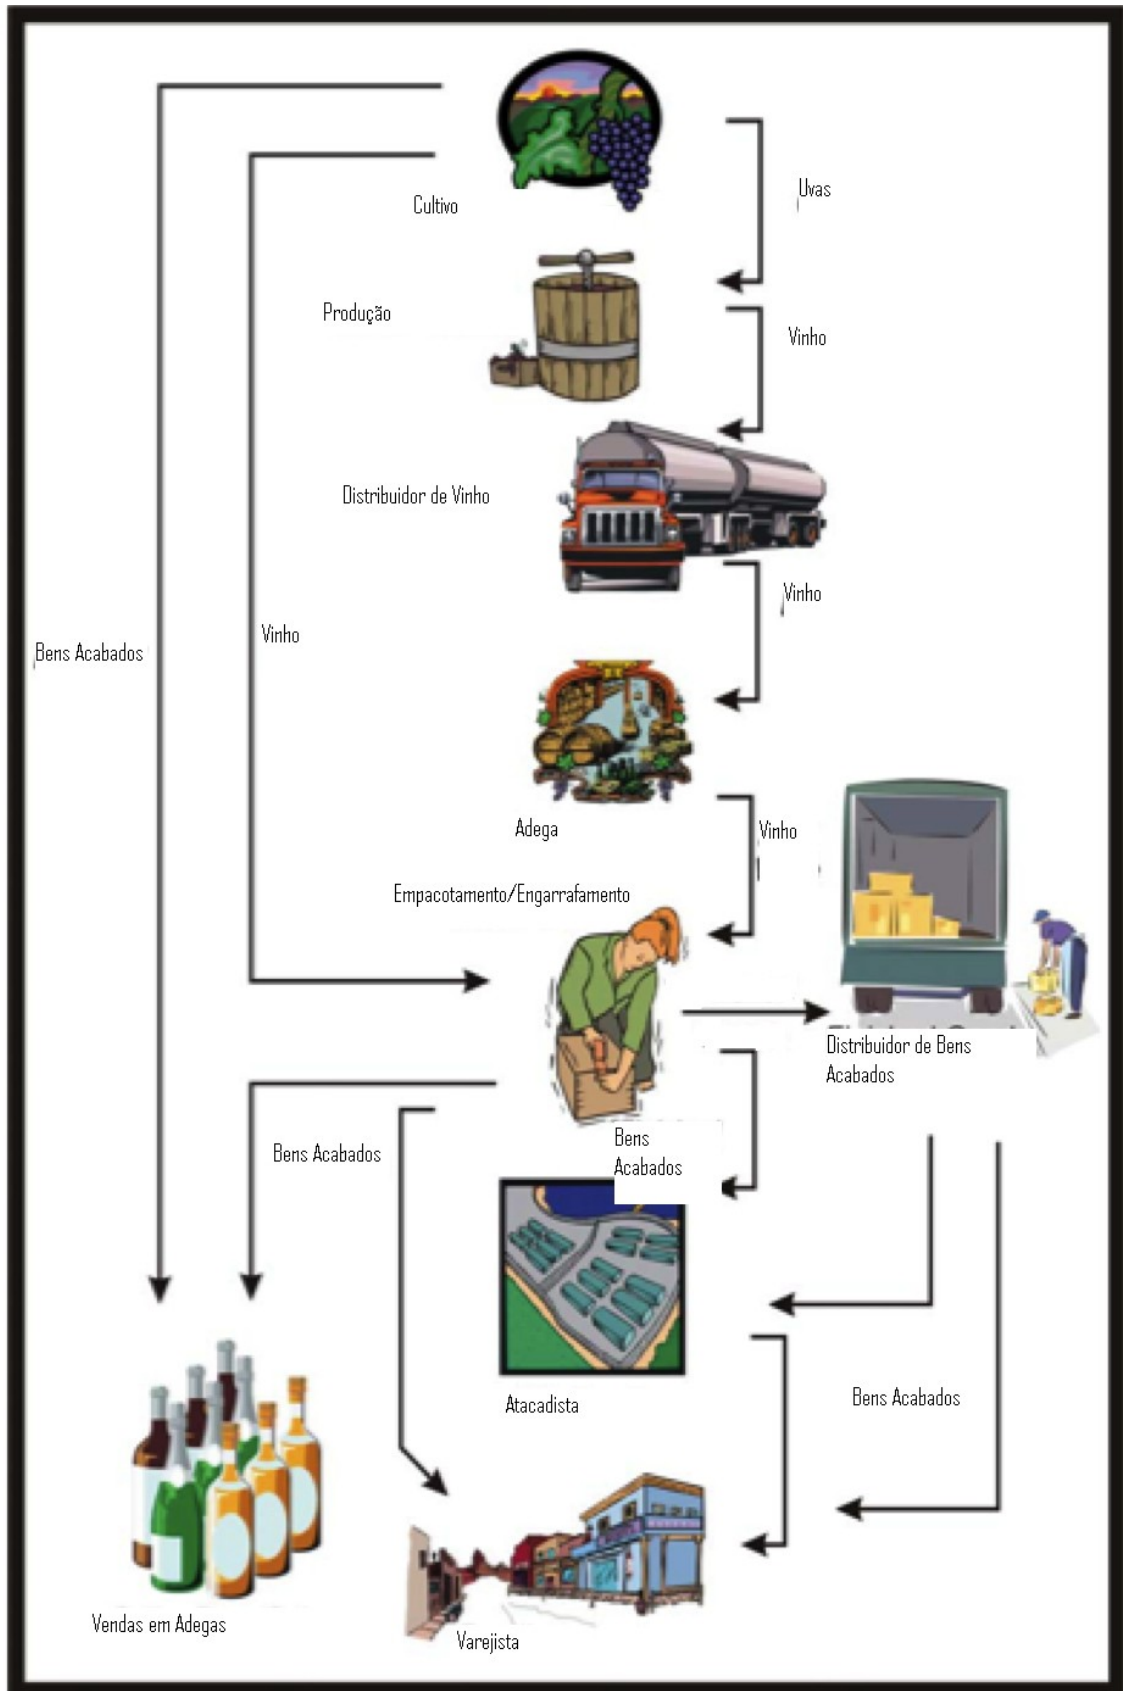 Cultivo
Uvas
Produção
Vinho
Distribuidor de Vinho
Vinho
Bens Acabados
Vinho
Adega
Vinho
Empacotamento/Engarrafamento
Distribuidor de Bens
Acabados
Bens Acabados
Bens
Acabados
Atacadista
Bens Acabados
Vendas em Adegas
Varejista